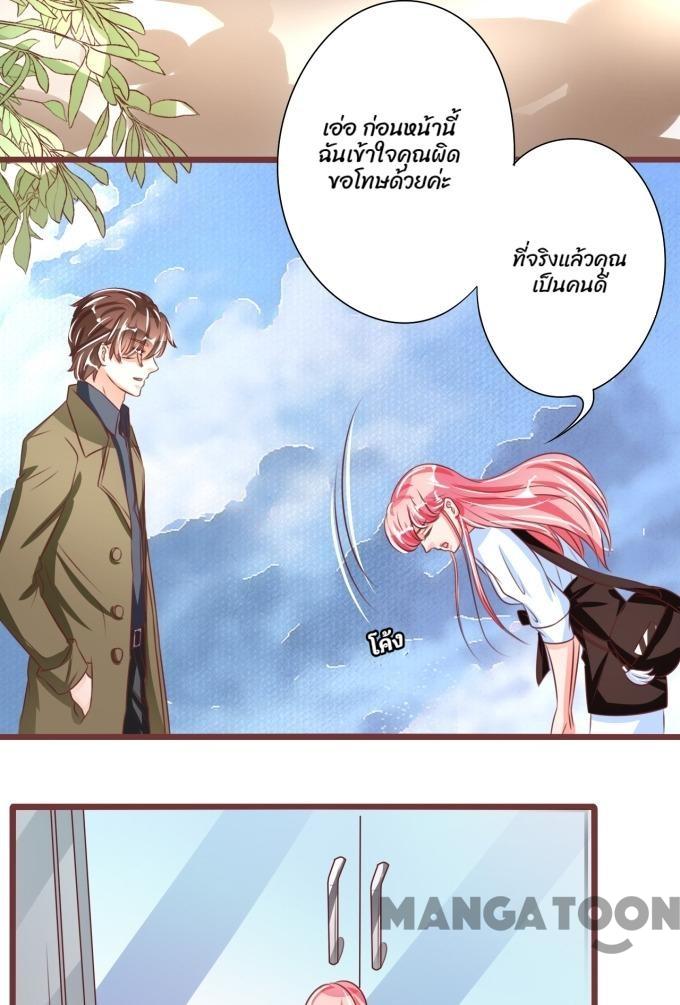 เอ่อ ก่อนหน้านี้
ฉันเข้าใจคุณผิด
ขอโทษด้วยค่ะ
ที่จริงแล้วคุณ
เป็นคนดี
โค้ง
MANGATOON